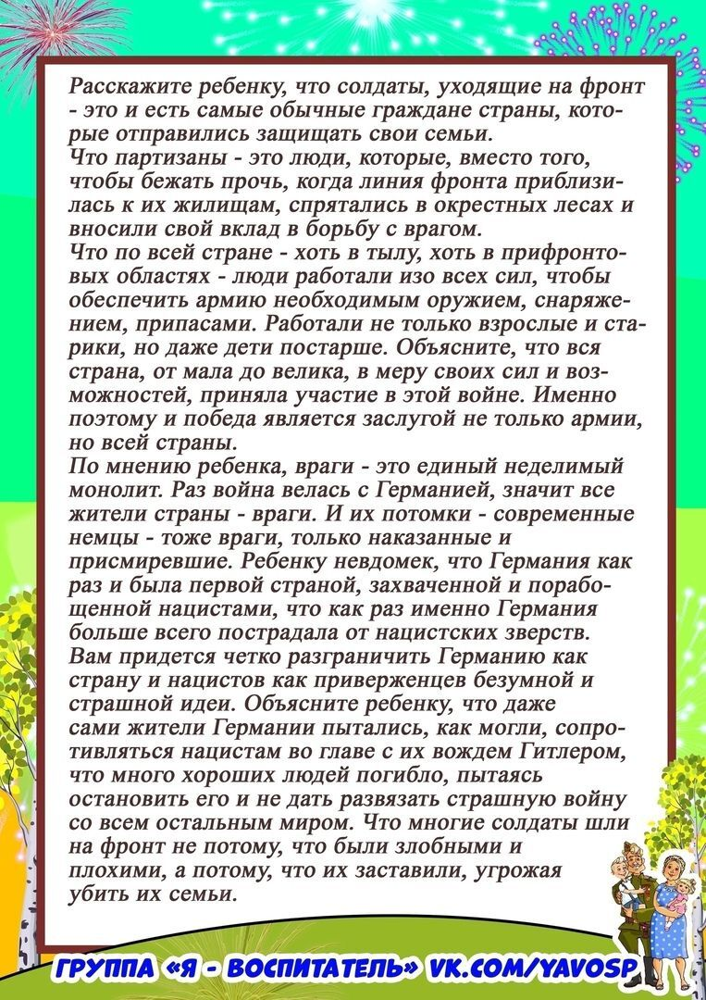 Расскажите ребенку, что солдаты, уходящие на фронт
- это и есть самые обычные граждане страны, кото-
рые отправились защищать свои семьи.
Что партизаны - это люди, которые, вместо того,
чтобы бежать прочь, когда линия фронта приблизи-
лась к их жилищам, спрятались в окрестных лесах и
вносили свой вклад в борьбу с врагом.
Что по всей стране - хоть в тылу, хоть в прифронто-
вых областях - люди работали изо всех сил, чтобы
обеспечить армию необходимым оружием, снаряже-
нием, припасами. Работали не только взрослые и ста-
рики, но даже дети постарше. Объясните, что вся
страна, от мала до велика, в меру своих сил и воз-
можностей, приняла участие в этой войне. Именно
поэтому и победа является заслугой не только армии,
но всей страны.
По мнению ребенка, враги - это единый неделимый
монолит. Раз война велась с Германией, значит все
жители страны - враги. И их потомки - современные
немцы - тоже враги, только наказанные и
присмиревшие. Ребенку невдомек, что Германия как
раз и была первой страной, захваченной и порабо-
щенной нацистами, что как раз именно Германия
больше всего пострадала от нацистских зверств.
Вам придется четко разграничить Германию как
страну и нацистов как приверженцев безумной и
страшной идеи. Объясните ребенку, что даже
сами жители Германии пытались, как могли, сопро-
тивляться нацистам во главе с их вождем Гитлером,
что много хороших людей погибло, пытаясь
остановить его и не дать развязать страшную войну
со всем остальным миром. Что многие солдаты шли
на фронт не потому, что были злобными и
плохими, а потому, что их заставили, угрожая
убить их семьи.
ГРУППА «Я - ВОСПИТАТЕЛЬ» VK.COM/YAVOSP